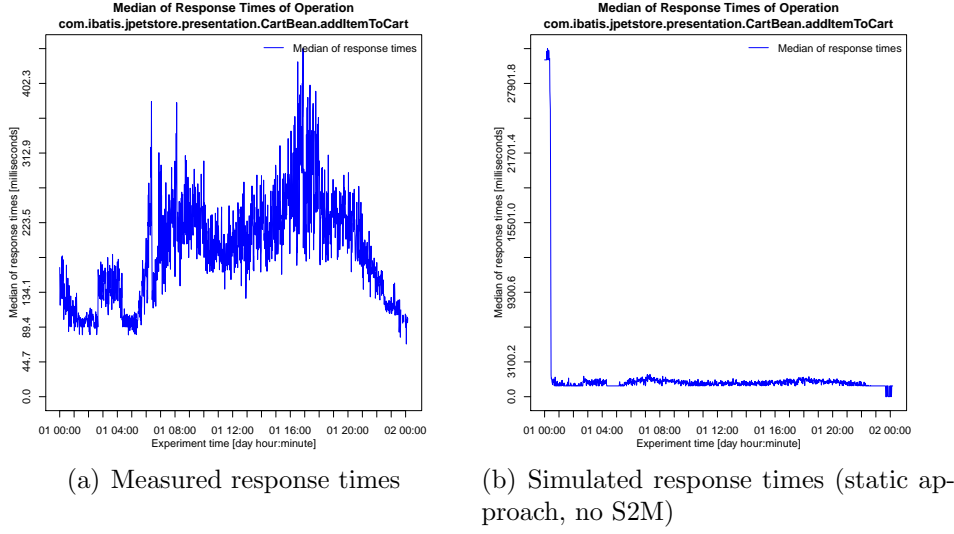 Median of Response Times of Operation
com.ibatis.jpetstore.presentation.CartBean.addItemToCart
Median of response times
Median of response times [milliseconds]
402.3
312.9
223.5
134.1
89.4
44.7
0.0
01 00:00 01 04:00 01 08:00 01 12:00 01 16:00 01 20:00 02 00:00
Experiment time [day hour:minute]
(a) Measured response times
Median of Response Times of Operation
com.ibatis.jpetstore.presentation.CartBean.addItemToCart
Median of response times
Median of response times [milliseconds]
27901.8
21701.4
15501.0
9300.6
3100.2
0.0
01 00:00 01 04:00 01 08:00 01 12:00 01 16:00 01 20:00 02 00:00
Experiment time [day hour:minute]
(b) Simulated response times (static ap-
proach, no S2M)